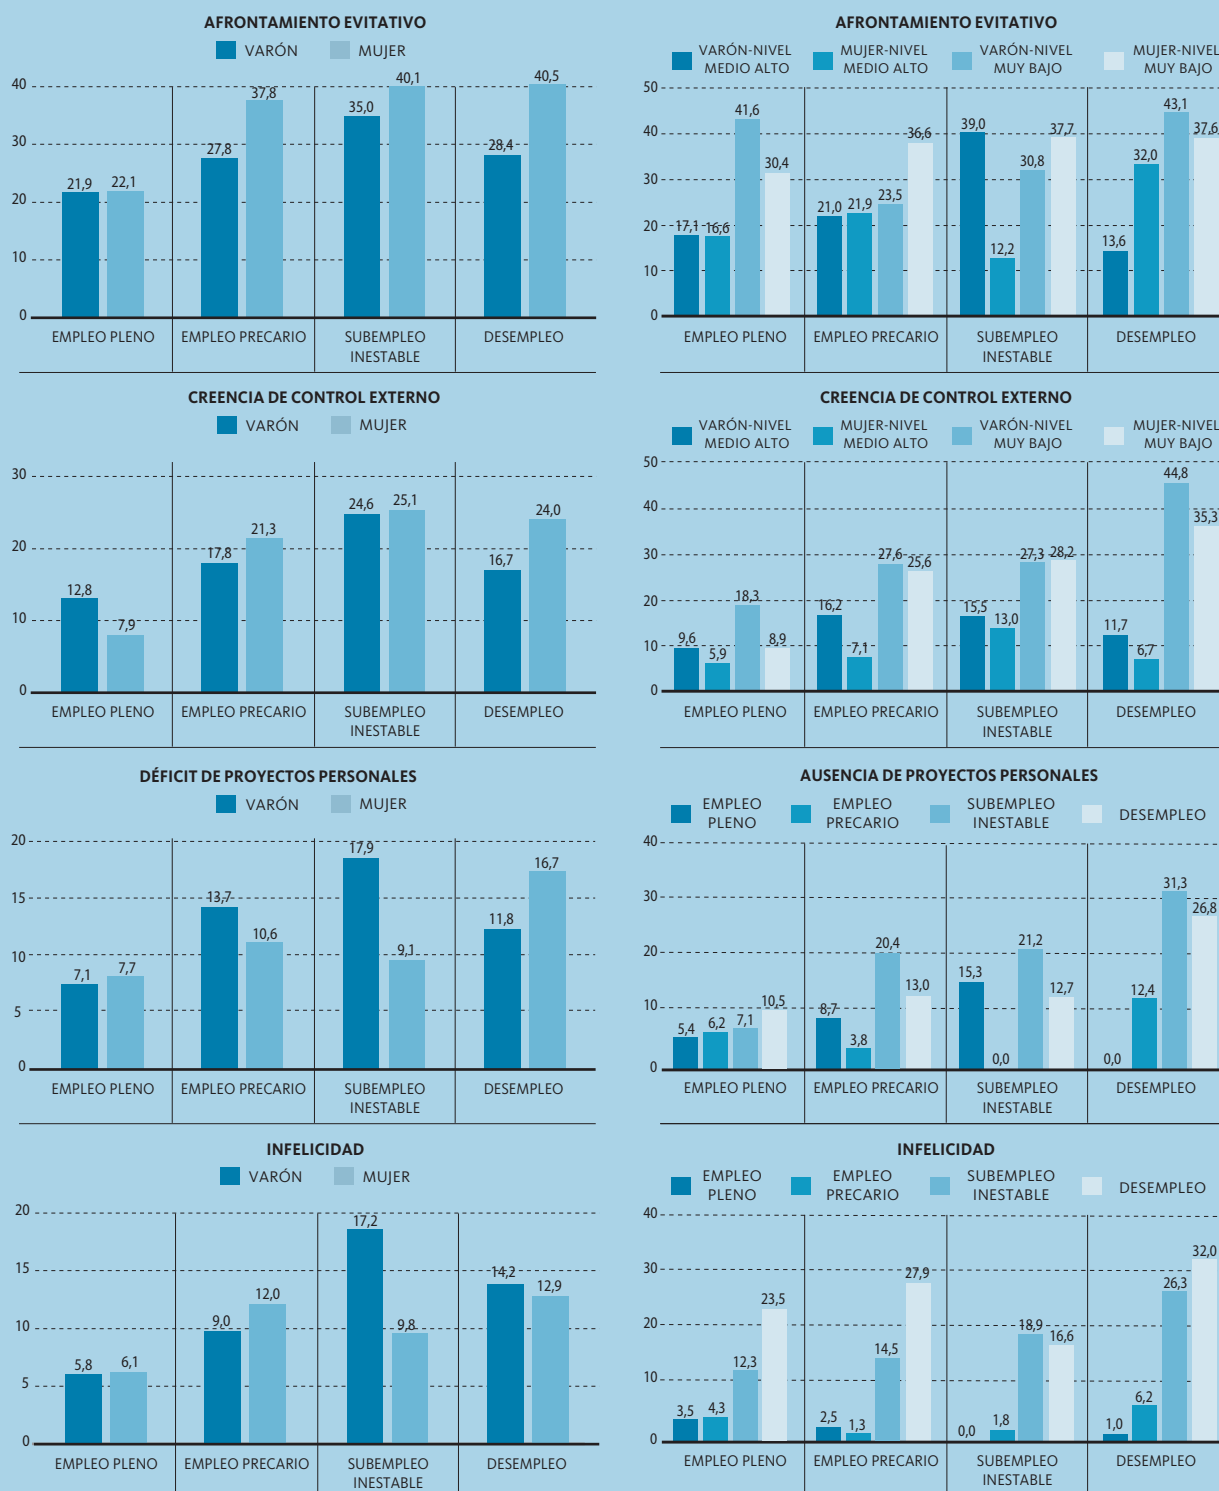 AFRONTAMIENTO EVITATIVO
VARÓN MUJER
40
30
20
10
0
21,9 22,1 27,8 37,8 35,0 40,1 28,4 40,5
EMPLEO PLENO EMPLEO PRECARIO SUBEMPLEO INESTABLE DESEMPLEO
AFRONTAMIENTO EVITATIVO
VARÓN-NIVEL MEDIO ALTO MUJER-NIVEL MEDIO ALTO VARÓN-NIVEL MUY BAJO MUJER-NIVEL MUY BAJO
50
40
30
20
10
0
17,1 16,6 41,6 30,4 21,0 21,9 23,5 36,6 39,0 12,2 30,8 37,7 13,6 32,0 43,1 37,6
EMPLEO PLENO EMPLEO PRECARIO SUBEMPLEO INESTABLE DESEMPLEO
CREENCIA DE CONTROL EXTERNO
VARÓN MUJER
30
20
10
0
12,8 7,9 17,8 21,3 24,6 25,1 16,7 24,0
EMPLEO PLENO EMPLEO PRECARIO SUBEMPLEO INESTABLE DESEMPLEO
CREENCIA DE CONTROL EXTERNO
VARÓN-NIVEL MEDIO ALTO MUJER-NIVEL MEDIO ALTO VARÓN-NIVEL MUY BAJO MUJER-NIVEL MUY BAJO
50
40
30
20
10
0
9,6 5,9 18,3 8,9 16,2 7,1 27,6 25,6 15,5 13,0 27,3 28,2 11,7 6,7 44,8 35,3
EMPLEO PLENO EMPLEO PRECARIO SUBEMPLEO INESTABLE DESEMPLEO
DÉFICIT DE PROYECTOS PERSONALES
VARÓN MUJER
20
15
10
5
0
7,1 7,7 13,7 10,6 17,9 9,1 11,8 16,7
EMPLEO PLENO EMPLEO PRECARIO SUBEMPLEO INESTABLE DESEMPLEO
AUSENCIA DE PROYECTOS PERSONALES
EMPLEO PLENO EMPLEO PRECARIO SUBEMPLEO INESTABLE DESEMPLEO
40
30
20
10
0
5,4 6,2 7,1 10,5 8,7 3,8 20,4 13,0 15,3 0,0 21,2 12,7 0,0 12,4 31,3 26,8
EMPLEO PLENO EMPLEO PRECARIO SUBEMPLEO INESTABLE DESEMPLEO
INFELICIDAD
VARÓN MUJER
20
15
10
5
0
5,8 6,1 9,0 12,0 17,2 9,8 14,2 12,9
EMPLEO PLENO EMPLEO PRECARIO SUBEMPLEO INESTABLE DESEMPLEO
INFELICIDAD
EMPLEO PLENO EMPLEO PRECARIO SUBEMPLEO INESTABLE DESEMPLEO
40
30
20
10
0
3,5 4,3 12,3 23,5 2,5 1,3 14,5 27,9 0,0 1,8 18,9 16,6 1,0 6,2 26,3 32,0
EMPLEO PLENO EMPLEO PRECARIO SUBEMPLEO INESTABLE DESEMPLEO